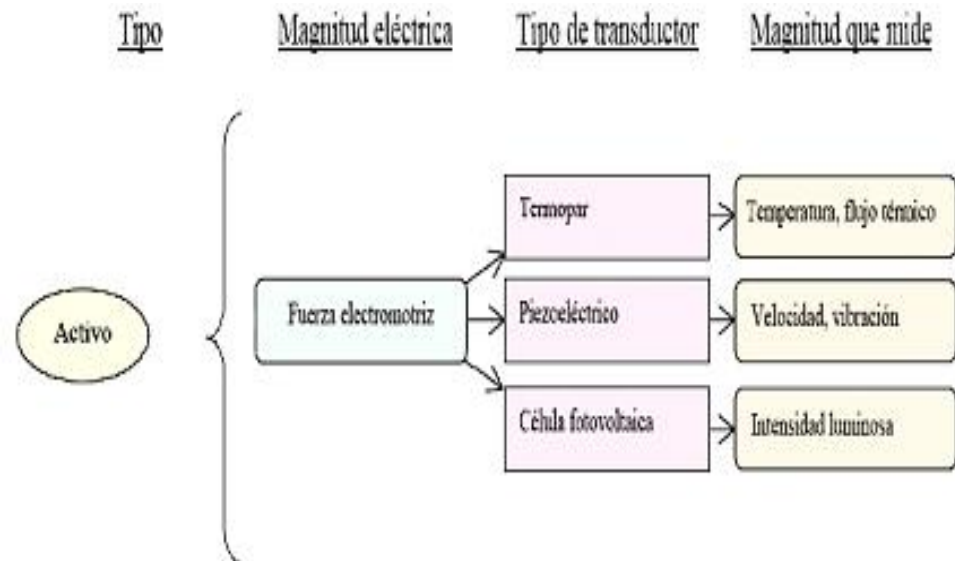 Tipo Magnitud eléctrica Tipo de transductor Magnitud que mide
Termopar Temperatura, flujo térmico
Activo Fuerza electromotriz Piezoeléctrico Velocidad, vibración
Célula fotovoltaica Intensidad luminosa